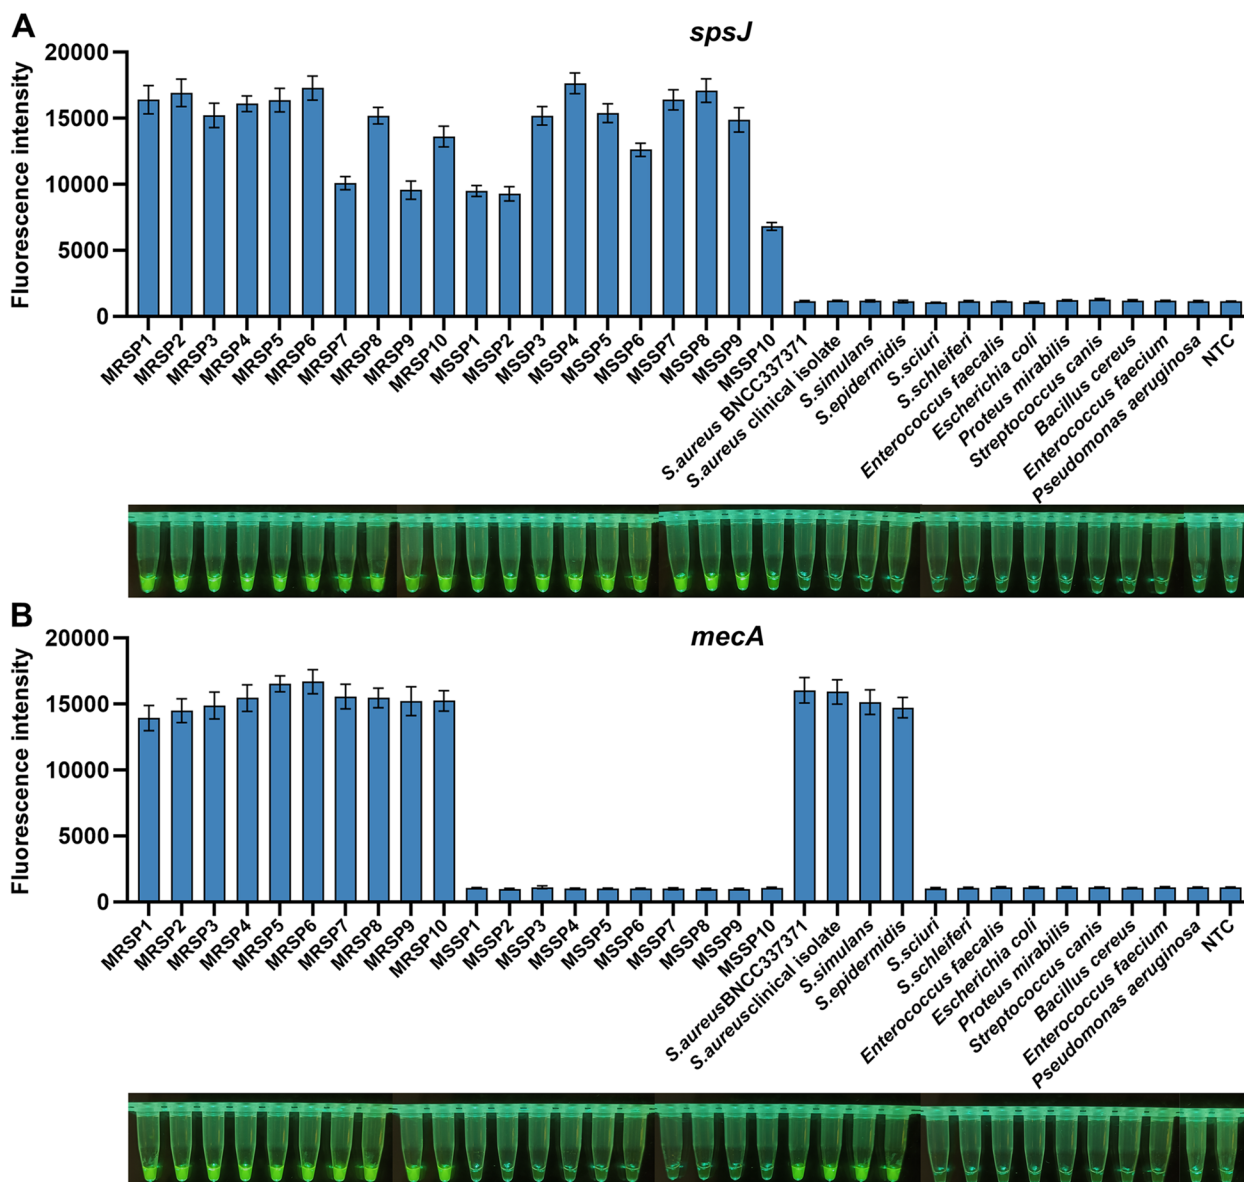 A
spsJ
Fluorescence intensity
20000
15000
10000
5000
0
MRSP1
MRSP2
MRSP3
MRSP4
MRSP5
MRSP6
MRSP7
MRSP8
MRSP9
MRSP10
MSSP1
MSSP2
MSSP3
MSSP4
MSSP5
MSSP6
MSSP7
MSSP8
MSSP9
MSSP10
S.aureus BNCC337371
S.aureus clinical isolate
S.simulans
S.epidermidis
S.sciuri
S.schleiferi
Enterococcus faecalis
Escherichia coli
Proteus mirabilis
Streptococcus canis
Bacillus cereus
Enterococcus faecium
Pseudomonas aeruginosa
NTC
B
mecA
Fluorescence intensity
20000
15000
10000
5000
0
MRSP1
MRSP2
MRSP3
MRSP4
MRSP5
MRSP6
MRSP7
MRSP8
MRSP9
MRSP10
MSSP1
MSSP2
MSSP3
MSSP4
MSSP5
MSSP6
MSSP7
MSSP8
MSSP9
MSSP10
S.aureusBNCC337371
S.aureusclinical isolate
S.simulans
S.epidermidis
S.sciuri
S.schleiferi
Enterococcus faecalis
Escherichia coli
Proteus mirabilis
Streptococcus canis
Bacillus cereus
Enterococcus faecium
Pseudomonas aeruginosa
NTC